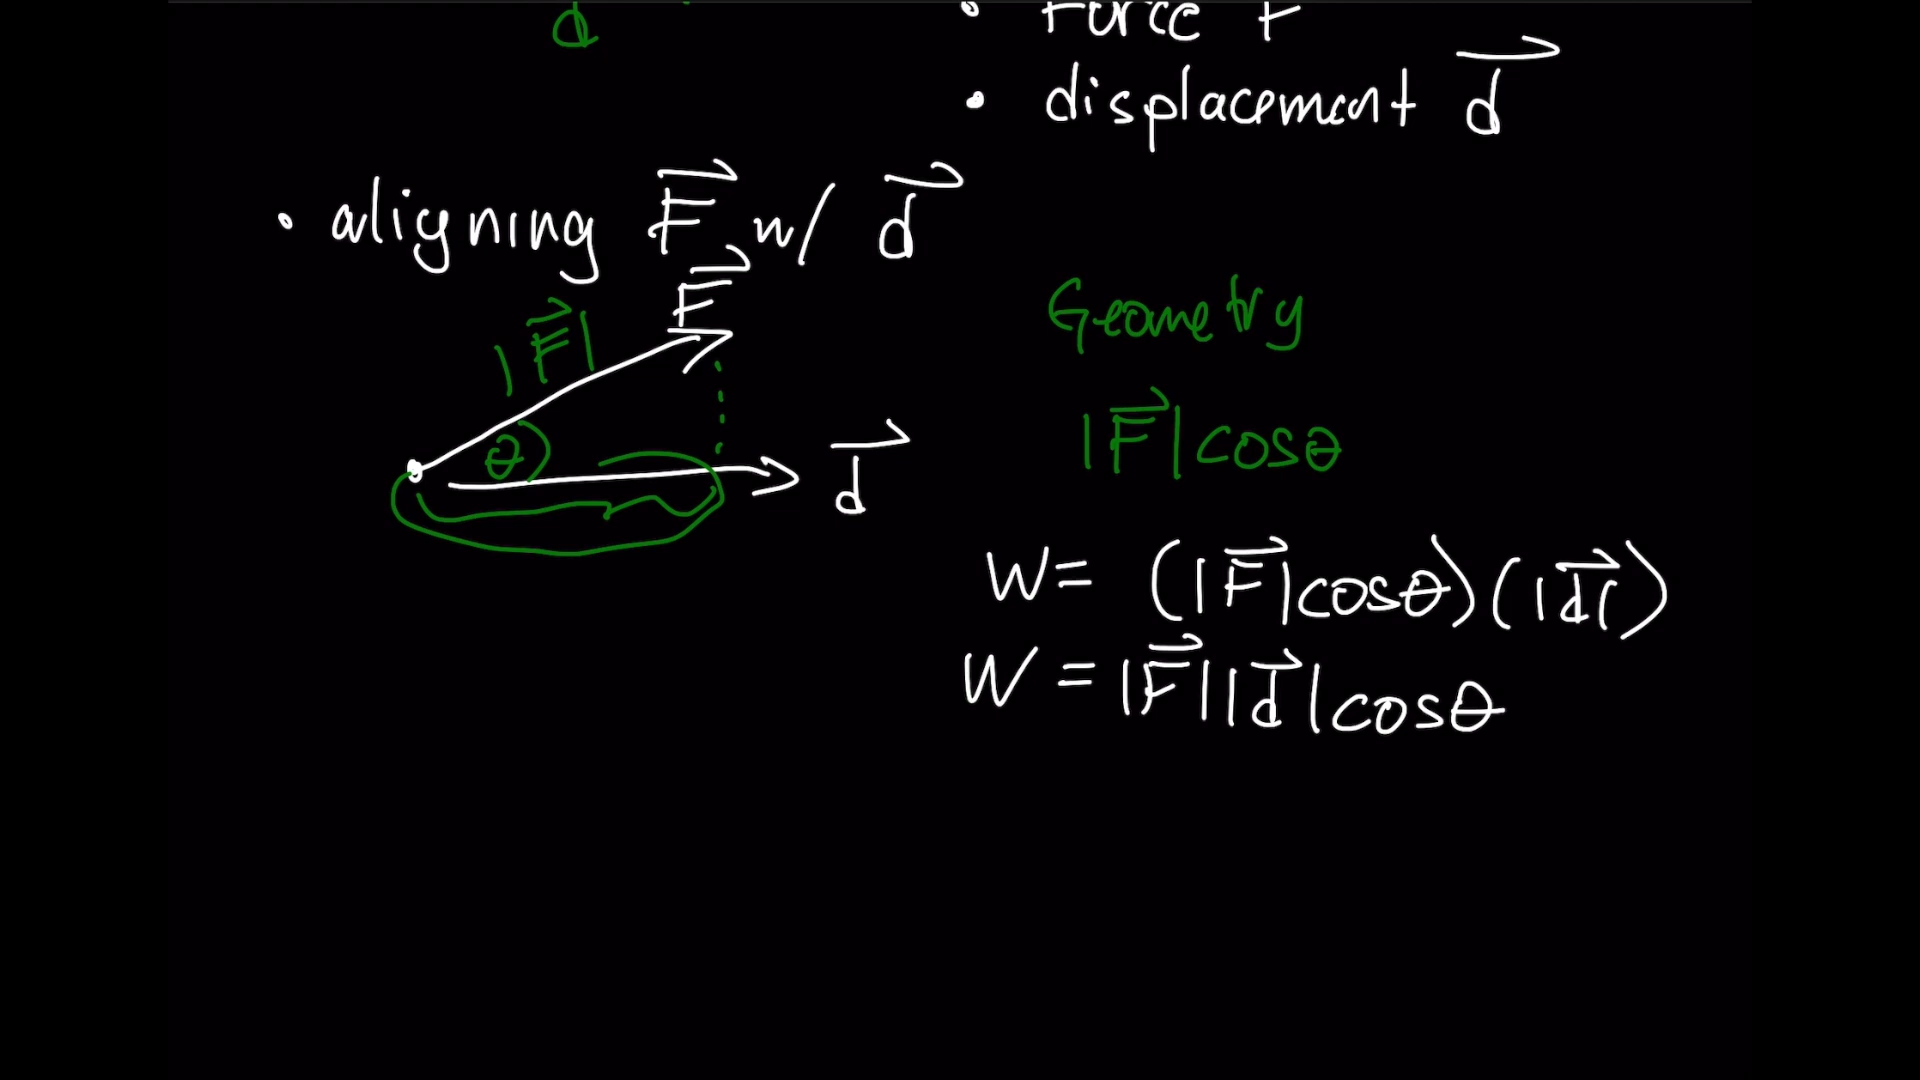 d
• Force F
• displacement d⃗
• aligning F⃗ w/ d⃗
F⃗
|F⃗|
θ
d⃗
Geometry
|F⃗|cosθ
W= (|F⃗|cosθ)(|d⃗|)
W = |F⃗||d⃗|cosθ